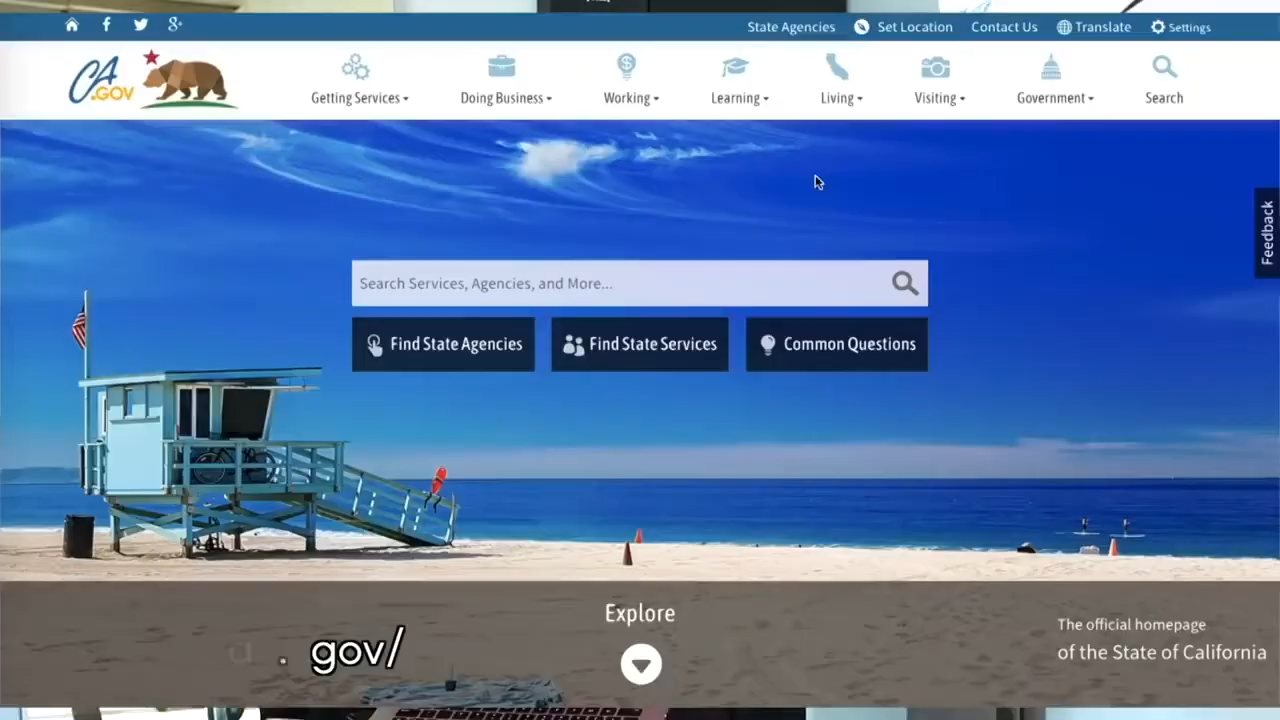 State Agencies Set Location Contact Us Translate Settings
CA.GOV
Getting Services Doing Business Working Learning Living Visiting Government Search
Feedback
Search Services, Agencies, and More...
Find State Agencies Find State Services Common Questions
Explore
The official homepage
of the State of California
. gov/